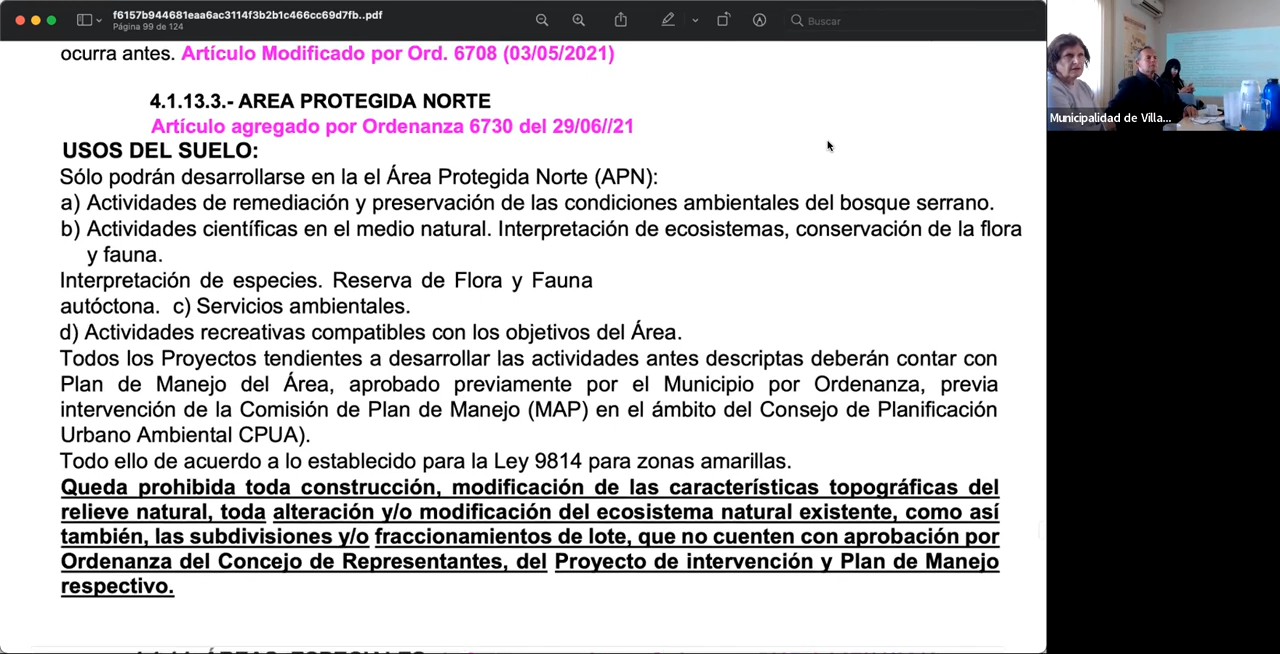 f6157b944681eaa6ac3114f3b2b1c466cc69d7fb..pdf
Página 99 de 124
Buscar
ocurra antes. Artículo Modificado por Ord. 6708 (03/05/2021)
4.1.13.3.- AREA PROTEGIDA NORTE
Artículo agregado por Ordenanza 6730 del 29/06//21
USOS DEL SUELO:
Sólo podrán desarrollarse en la el Área Protegida Norte (APN):
a) Actividades de remediación y preservación de las condiciones ambientales del bosque serrano.
b) Actividades científicas en el medio natural. Interpretación de ecosistemas, conservación de la flora
y fauna.
Interpretación de especies. Reserva de Flora y Fauna
autóctona. c) Servicios ambientales.
d) Actividades recreativas compatibles con los objetivos del Área.
Todos los Proyectos tendientes a desarrollar las actividades antes descriptas deberán contar con
Plan de Manejo del Área, aprobado previamente por el Municipio por Ordenanza, previa
intervención de la Comisión de Plan de Manejo (MAP) en el ámbito del Consejo de Planificación
Urbano Ambiental CPUA).
Todo ello de acuerdo a lo establecido para la Ley 9814 para zonas amarillas.
Queda prohibida toda construcción, modificación de las características topográficas del
relieve natural, toda alteración y/o modificación del ecosistema natural existente, como así
también, las subdivisiones y/o fraccionamientos de lote, que no cuenten con aprobación por
Ordenanza del Concejo de Representantes, del Proyecto de intervención y Plan de Manejo
respectivo.
Municipalidad de Villa...